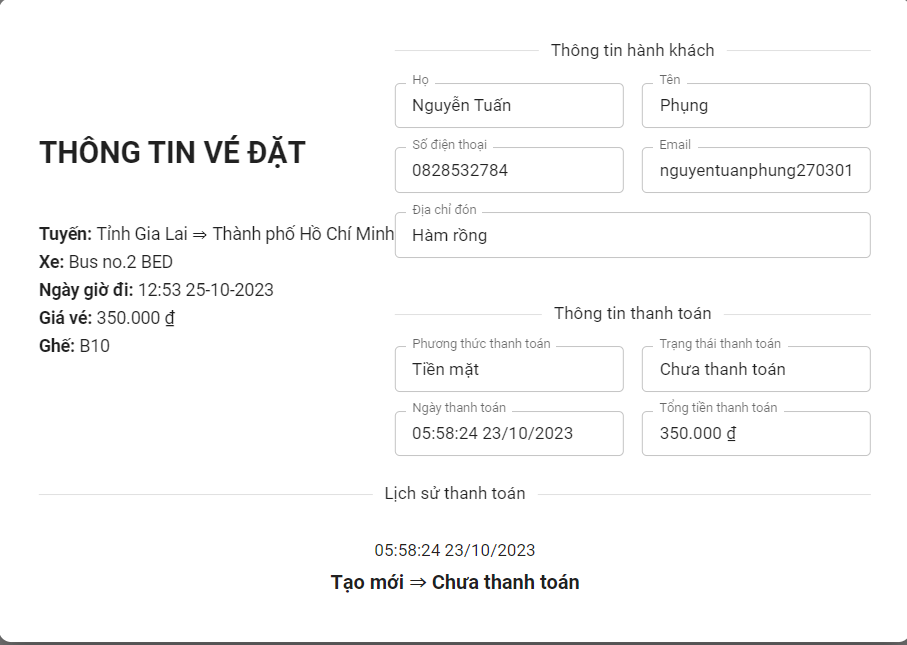 THÔNG TIN VÉ ĐẶT
Tuyến: Tỉnh Gia Lai ⇒ Thành phố Hồ Chí Minh
Xe: Bus no.2 BED
Ngày giờ đi: 12:53 25-10-2023
Giá vé: 350.000 ₫
Ghế: B10
Thông tin hành khách
Họ
Nguyễn Tuấn
Tên
Phụng
Số điện thoại
0828532784
Email
nguyentuanphung270301
Địa chỉ đón
Hàm rồng
Thông tin thanh toán
Phương thức thanh toán
Tiền mặt
Trạng thái thanh toán
Chưa thanh toán
Ngày thanh toán
05:58:24 23/10/2023
Tổng tiền thanh toán
350.000 ₫
Lịch sử thanh toán
05:58:24 23/10/2023
Tạo mới ⇒ Chưa thanh toán